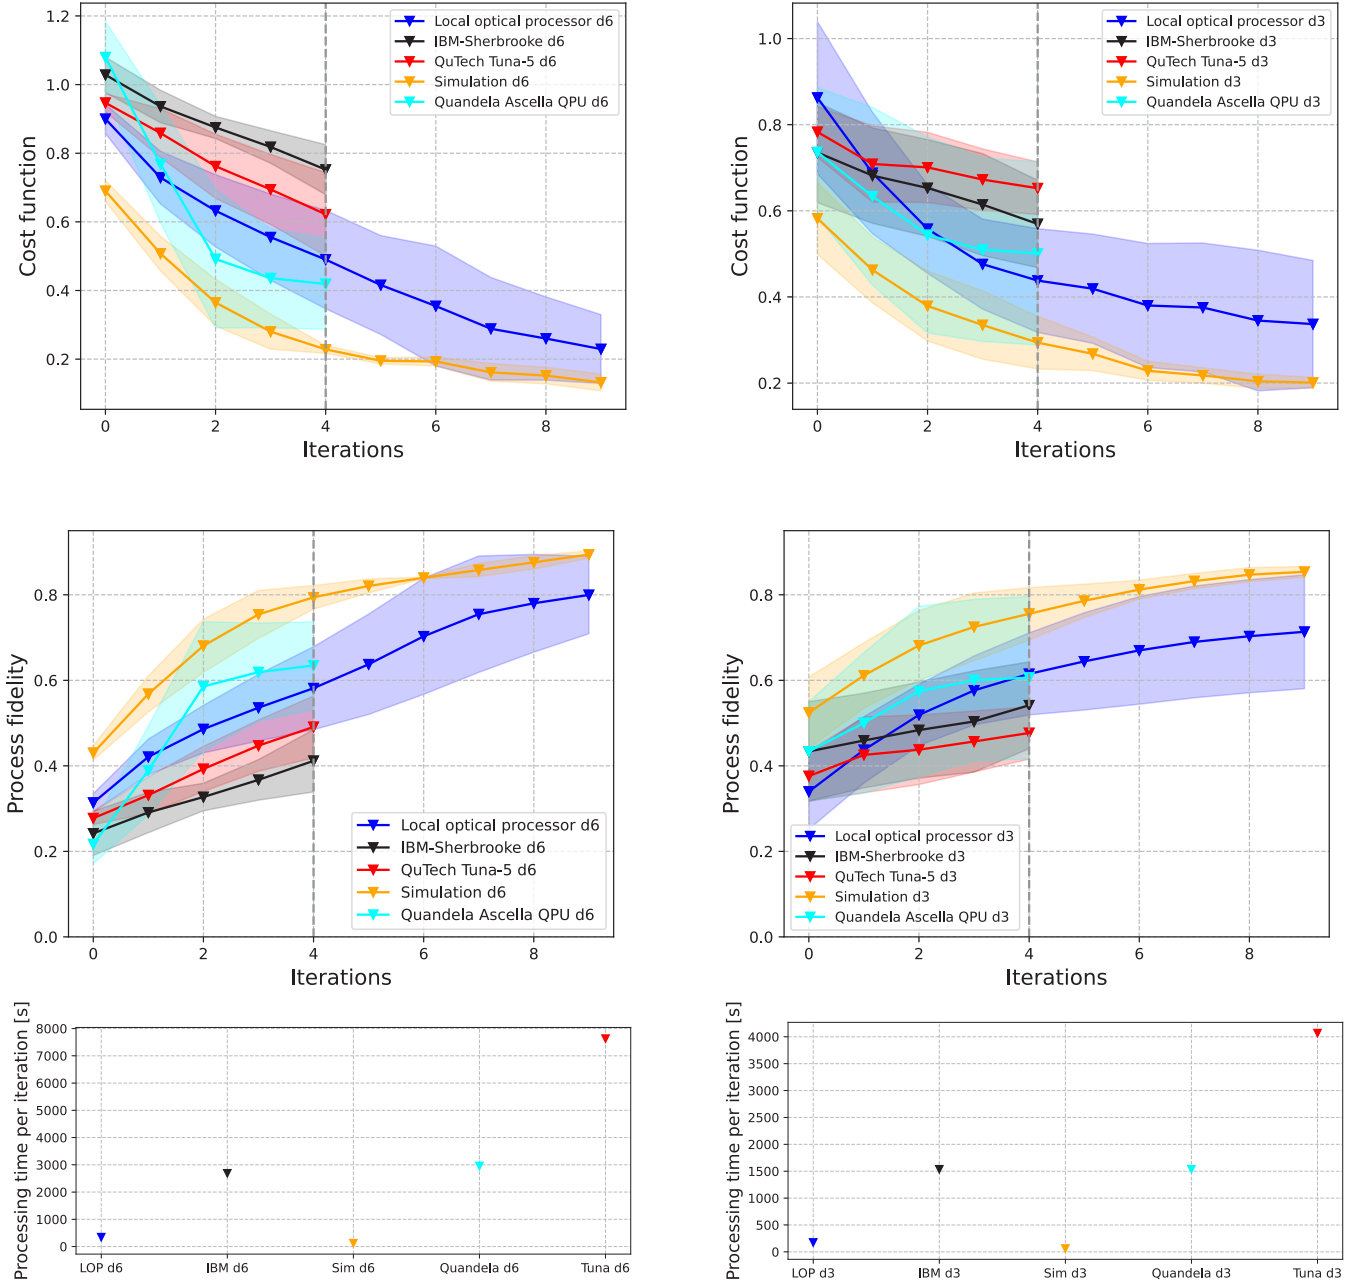 Cost function
1.2
1.0
0.8
0.6
0.4
0.2
0 2 4 6 8
Iterations
Local optical processor d6
IBM-Sherbrooke d6
QuTech Tuna-5 d6
Simulation d6
Quandela Ascella QPU d6
Cost function
1.0
0.8
0.6
0.4
0.2
0 2 4 6 8
Iterations
Local optical processor d3
IBM-Sherbrooke d3
QuTech Tuna-5 d3
Simulation d3
Quandela Ascella QPU d3
Process fidelity
0.8
0.6
0.4
0.2
0.0
0 2 4 6 8
Iterations
Local optical processor d6
IBM-Sherbrooke d6
QuTech Tuna-5 d6
Simulation d6
Quandela Ascella QPU d6
Process fidelity
0.8
0.6
0.4
0.2
0.0
0 2 4 6 8
Iterations
Local optical processor d3
IBM-Sherbrooke d3
QuTech Tuna-5 d3
Simulation d3
Quandela Ascella QPU d3
Processing time per iteration [s]
8000
7000
6000
5000
4000
3000
2000
1000
0
LOP d6 IBM d6 Sim d6 Quandela d6 Tuna d6
Processing time per iteration [s]
4000
3500
3000
2500
2000
1500
1000
500
0
LOP d3 IBM d3 Sim d3 Quandela d3 Tuna d3